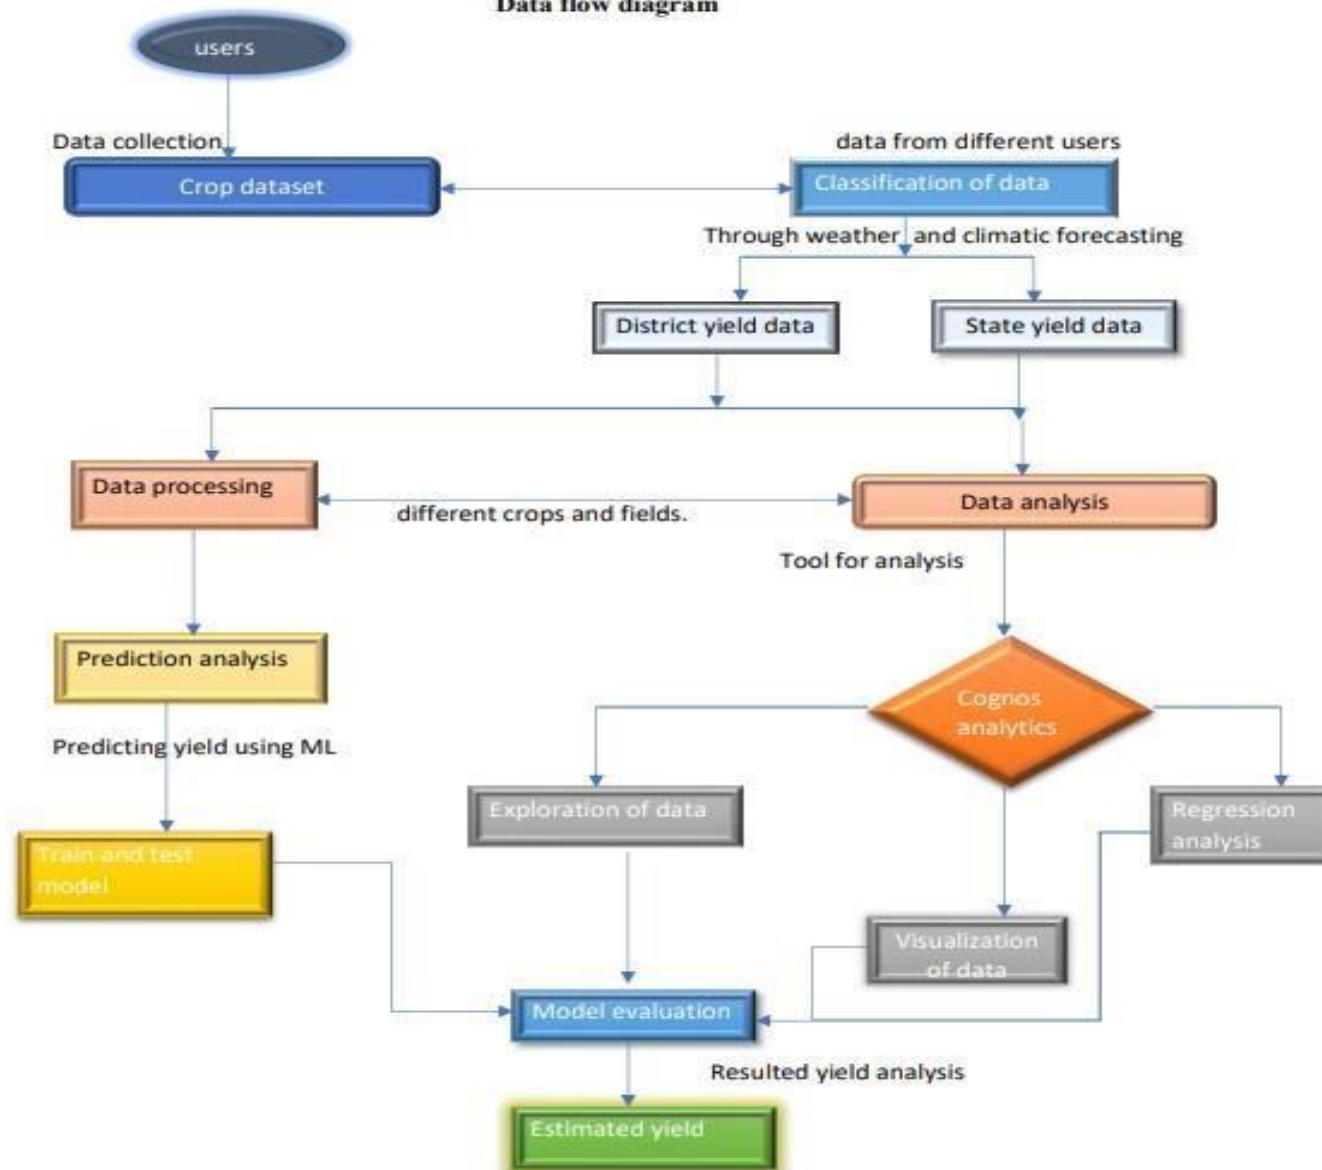 Data flow diagram
users
Data collection
data from different users
Crop dataset
Classification of data
Through weather and climatic forecasting
District yield data
State yield data
Data processing
different crops and fields.
Data analysis
Tool for analysis
Prediction analysis
Cognos
analytics
Predicting yield using ML
Exploration of data
Regression
analysis
Train and test
model
Visualization
of data
Model evaluation
Resulted yield analysis
Estimated yield